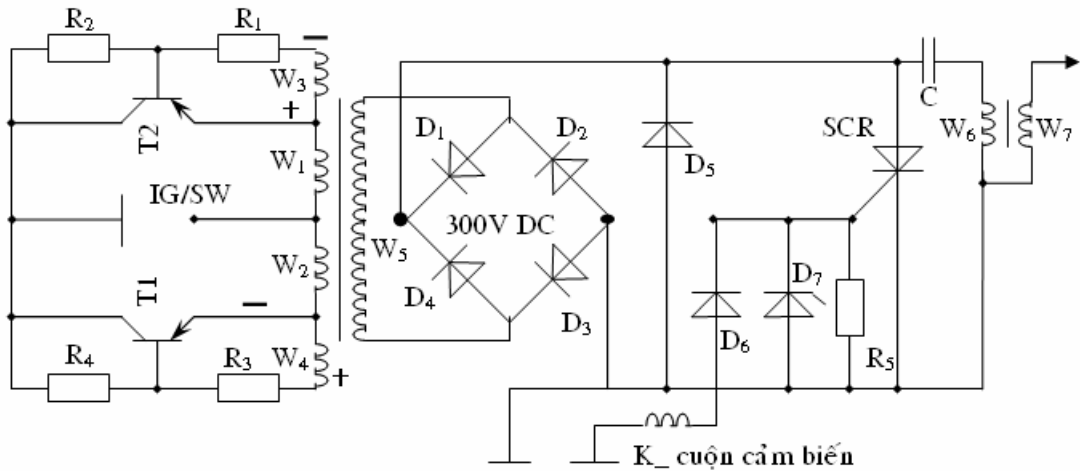 R₂
R₁
−
W₃
+
T2
W₁
IG/SW
W₂
T1
−
W₄
+
R₄
R₃
W₅
D₁
D₂
300V DC
D₄
D₃
D₅
SCR
C
W₆
W₇
D₇
D₆
R₅
K_ cuộn cảm biến